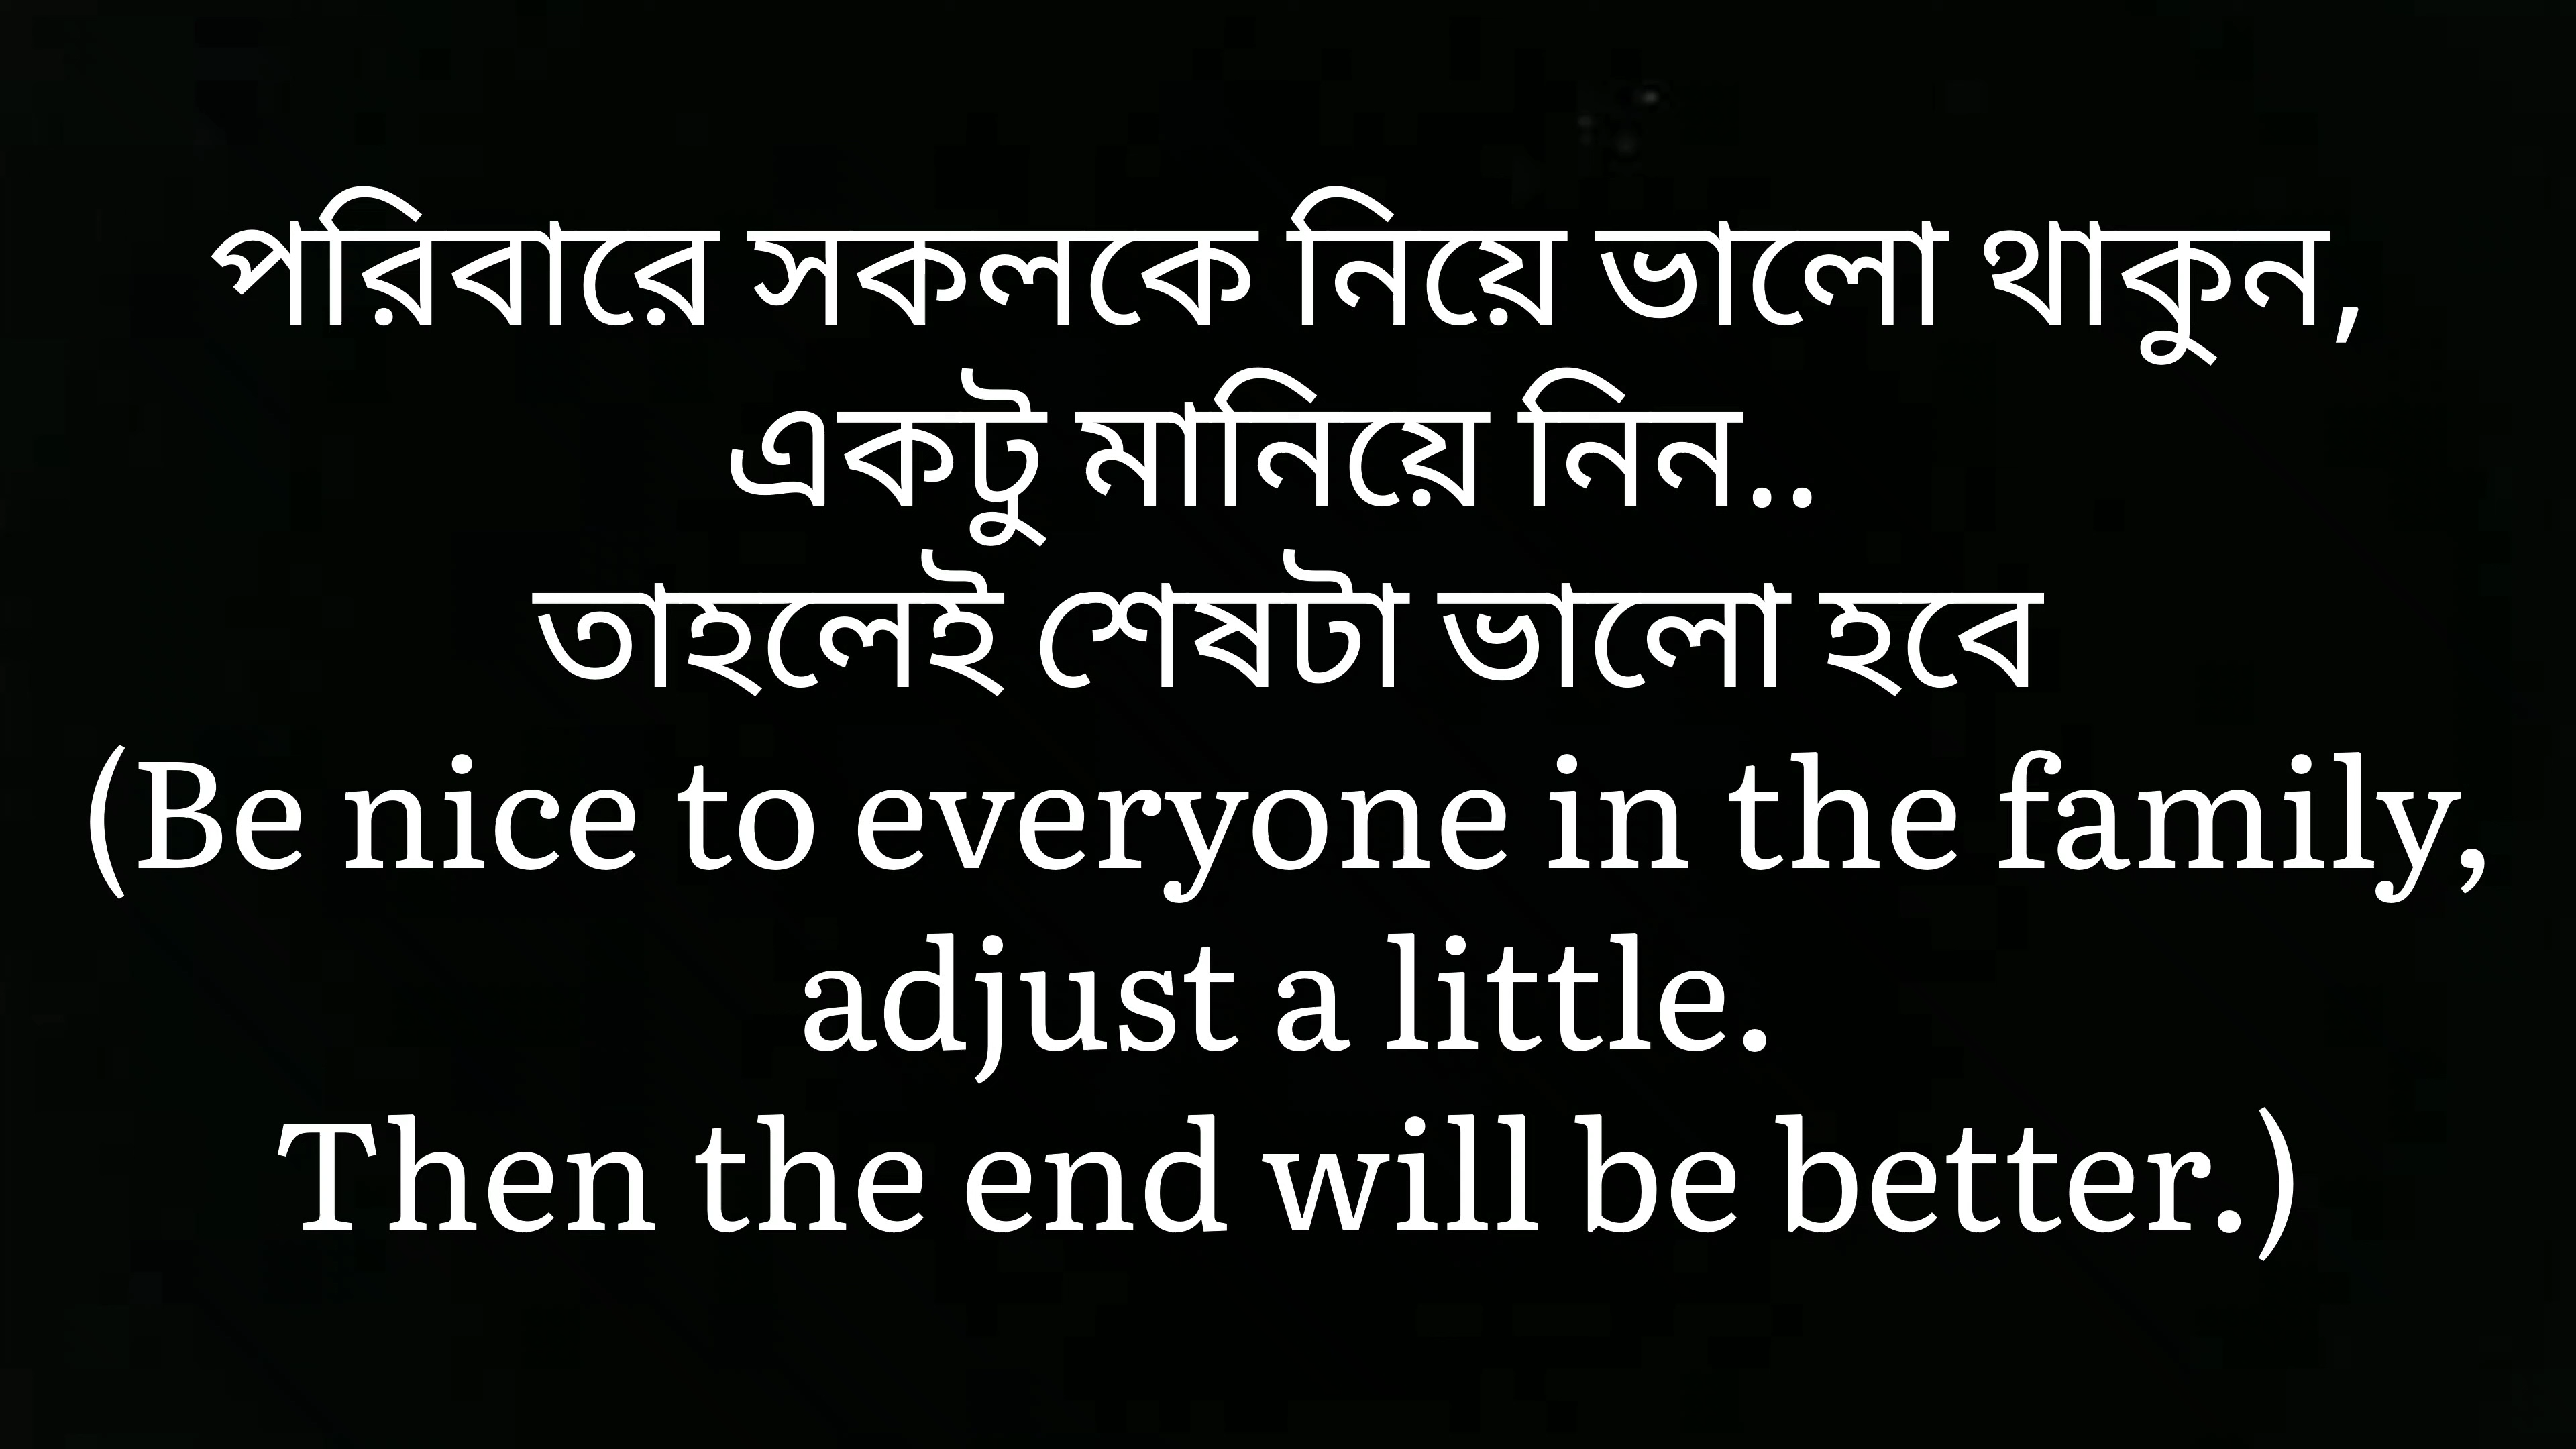 পরিবারে সকলকে নিয়ে ভালো থাকুন,
একটু মানিয়ে নিন..
তাহলেই শেষটা ভালো হবে
(Be nice to everyone in the family,
adjust a little.
Then the end will be better.)